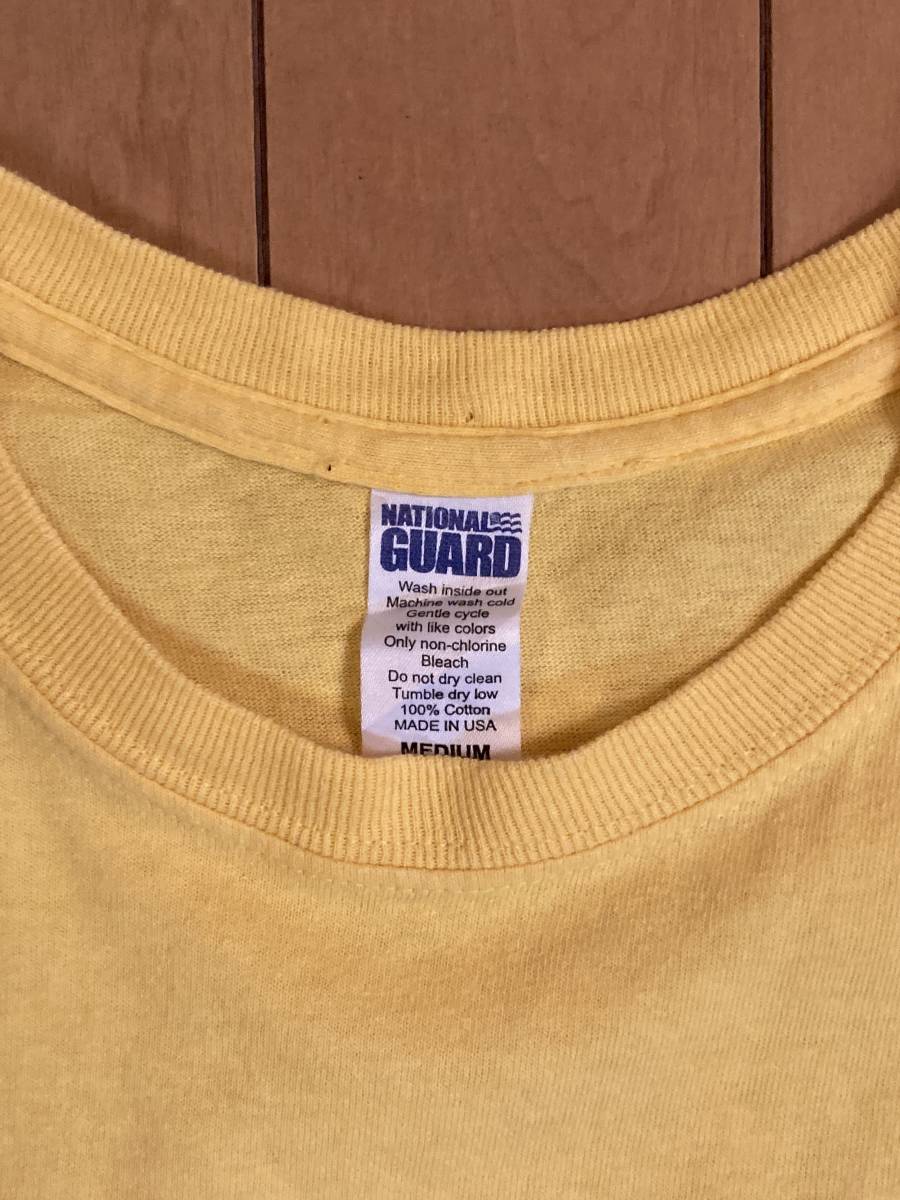 NATIONAL
GUARD
Wash inside out
Machine wash cold
Gentle cycle
with like colors
Only non-chlorine
Bleach
Do not dry clean
Tumble dry low
100% Cotton
MADE IN USA
MEDIUM